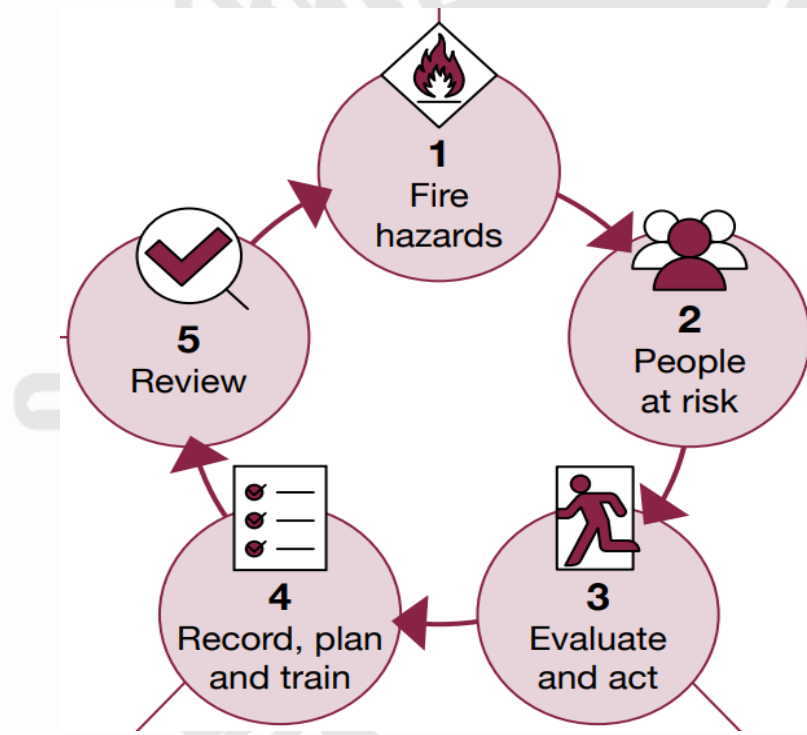 1
Fire
hazards
2
People
at risk
3
Evaluate
and act
4
Record, plan
and train
5
Review